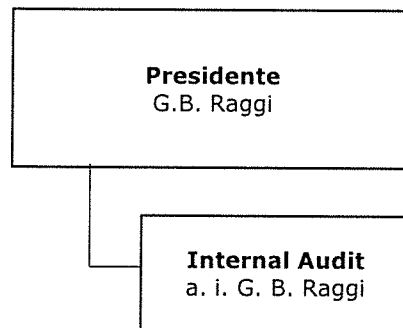 Presidente
G.B. Raggi
Internal Audit
a. i. G. B. Raggi